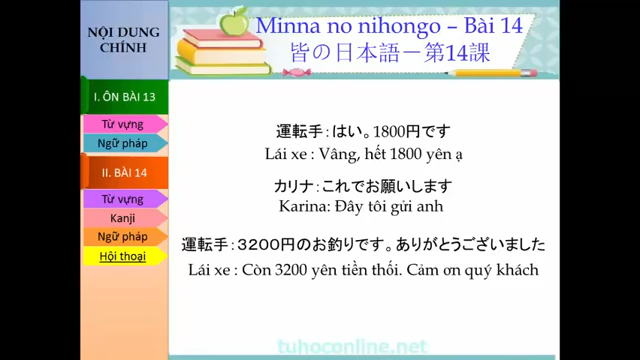 NỘI DUNG
CHÍNH
I. ÔN BÀI 13
Từ vựng
Ngữ pháp
II. BÀI 14
Từ vựng
Kanji
Ngữ pháp
Hội thoại
Minna no nihongo – Bài 14
皆の日本語－第14課
運転手：はい。1800円です
Lái xe : Vâng, hết 1800 yên ạ
カリナ：これでお願いします
Karina: Đây tôi gửi anh
運転手：３２００円のお釣りです。ありがとうございました
Lái xe : Còn 3200 yên tiền thối. Cảm ơn quý khách
tuhoconline.net